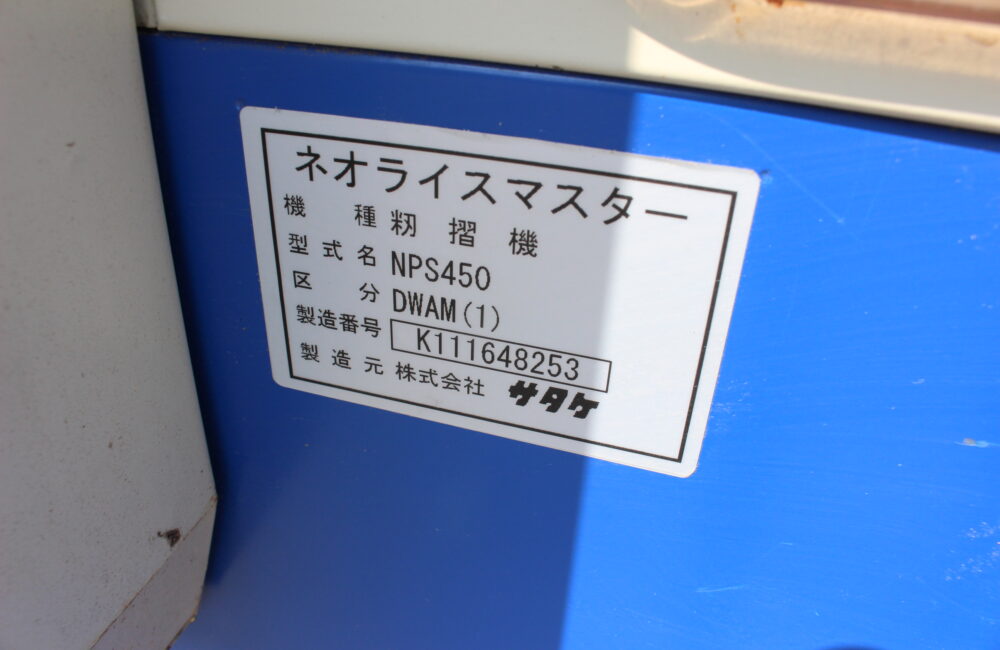 ネオライスマスター
機種 籾摺機
型式名 NPS450
区分 DWAM(1)
製造番号 K111648253
製造元 株式会社 サタケ